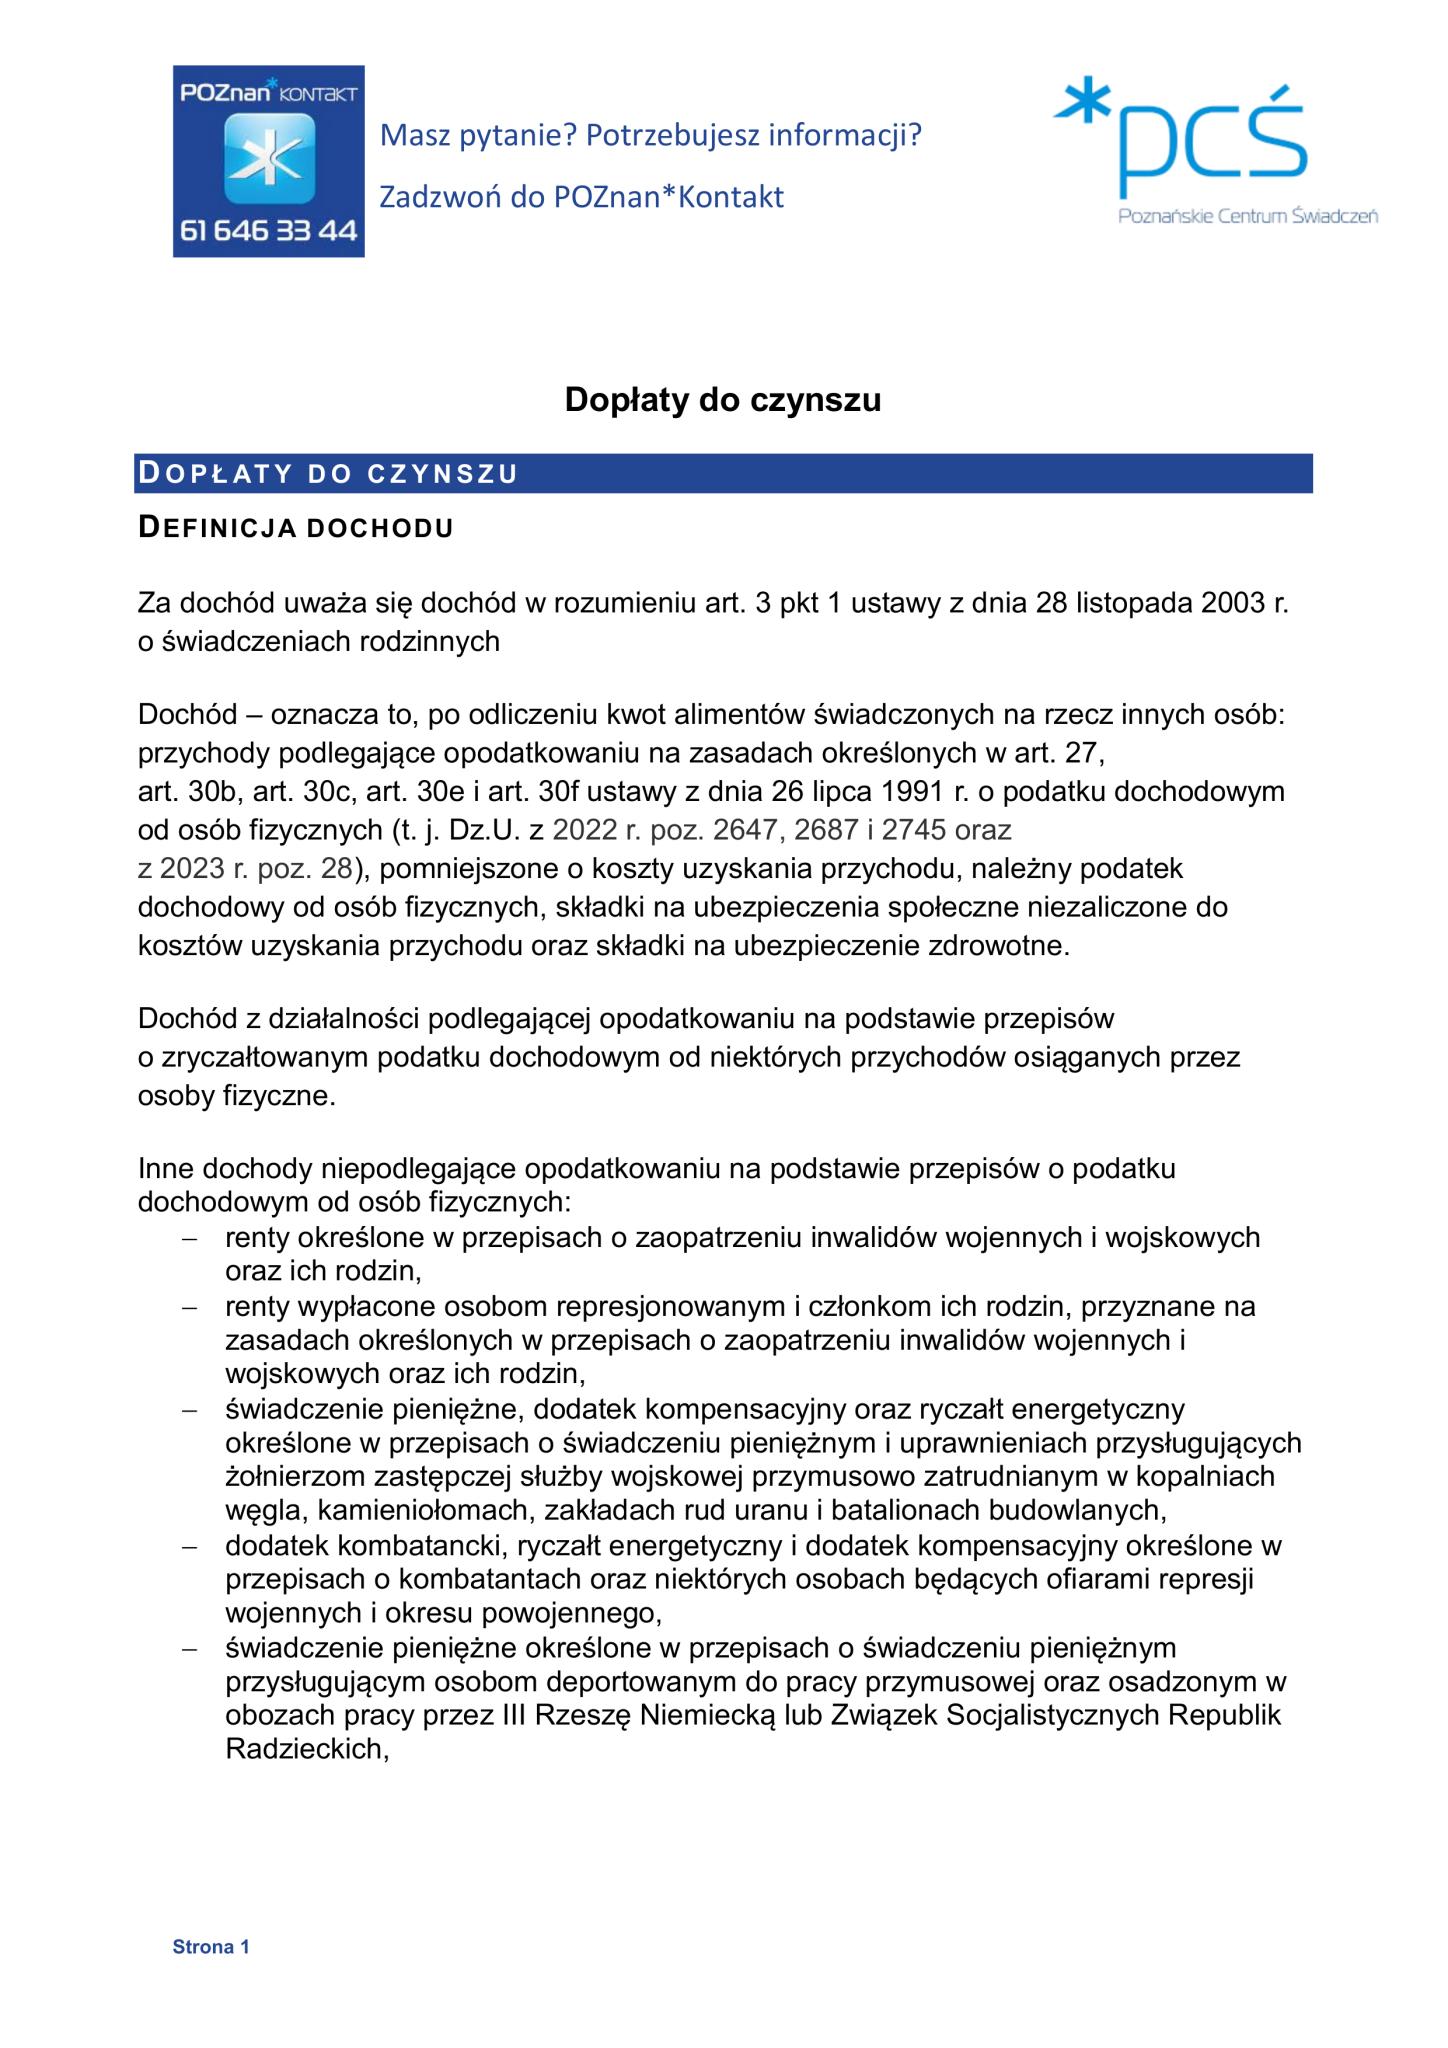 POZnan*KONTAKT
61 646 33 44
Masz pytanie? Potrzebujesz informacji?
Zadzwoń do POZnan*Kontakt
*pcś
Poznańskie Centrum Świadczeń
Dopłaty do czynszu
DOPŁATY DO CZYNSZU
DEFINICJA DOCHODU
Za dochód uważa się dochód w rozumieniu art. 3 pkt 1 ustawy z dnia 28 listopada 2003 r.
o świadczeniach rodzinnych
Dochód – oznacza to, po odliczeniu kwot alimentów świadczonych na rzecz innych osób:
przychody podlegające opodatkowaniu na zasadach określonych w art. 27,
art. 30b, art. 30c, art. 30e i art. 30f ustawy z dnia 26 lipca 1991 r. o podatku dochodowym
od osób fizycznych (t. j. Dz.U. z 2022 r. poz. 2647, 2687 i 2745 oraz
z 2023 r. poz. 28), pomniejszone o koszty uzyskania przychodu, należny podatek
dochodowy od osób fizycznych, składki na ubezpieczenia społeczne niezaliczone do
kosztów uzyskania przychodu oraz składki na ubezpieczenie zdrowotne.
Dochód z działalności podlegającej opodatkowaniu na podstawie przepisów
o zryczałtowanym podatku dochodowym od niektórych przychodów osiąganych przez
osoby fizyczne.
Inne dochody niepodlegające opodatkowaniu na podstawie przepisów o podatku
dochodowym od osób fizycznych:
– renty określone w przepisach o zaopatrzeniu inwalidów wojennych i wojskowych
oraz ich rodzin,
– renty wypłacone osobom represjonowanym i członkom ich rodzin, przyznane na
zasadach określonych w przepisach o zaopatrzeniu inwalidów wojennych i
wojskowych oraz ich rodzin,
– świadczenie pieniężne, dodatek kompensacyjny oraz ryczałt energetyczny
określone w przepisach o świadczeniu pieniężnym i uprawnieniach przysługujących
żołnierzom zastępczej służby wojskowej przymusowo zatrudnianym w kopalniach
węgla, kamieniołomach, zakładach rud uranu i batalionach budowlanych,
– dodatek kombatancki, ryczałt energetyczny i dodatek kompensacyjny określone w
przepisach o kombatantach oraz niektórych osobach będących ofiarami represji
wojennych i okresu powojennego,
– świadczenie pieniężne określone w przepisach o świadczeniu pieniężnym
przysługującym osobom deportowanym do pracy przymusowej oraz osadzonym w
obozach pracy przez III Rzeszę Niemiecką lub Związek Socjalistycznych Republik
Radzieckich,
Strona 1